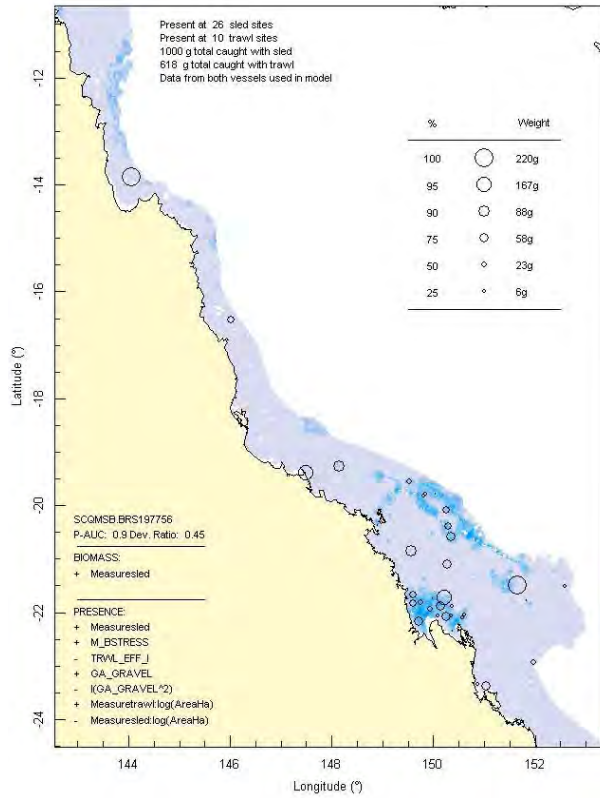 Present at 26 sled sites
Present at 10 trawl sites
1000 g total caught with sled
618 g total caught with trawl
Data from both vessels used in model
% Weight
100 220g
95 167g
90 88g
75 58g
50 23g
25 6g
-12
-14
-16
-18
-20
-22
-24
Latitude (°)
SCQMSB.BRS197756
P-AUC: 0.9 Dev. Ratio: 0.45
BIOMASS:
+ Measuresled
PRESENCE:
+ Measuresled
+ M_BSTRESS
- TRWL_EFF_I
+ GA_GRAVEL
- I(GA_GRAVEL^2)
+ Measuretrawl:log(AreaHa)
- Measuresled:log(AreaHa)
144 146 148 150 152
Longitude (°)